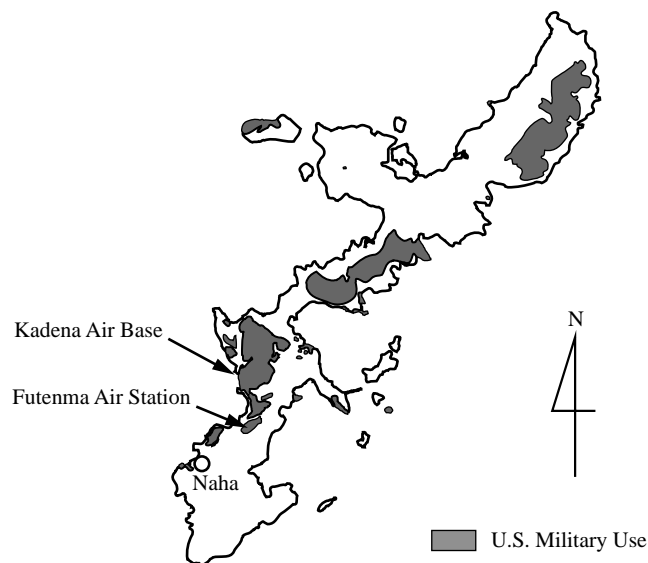 N
Kadena Air Base
Futenma Air Station
Naha
U.S. Military Use